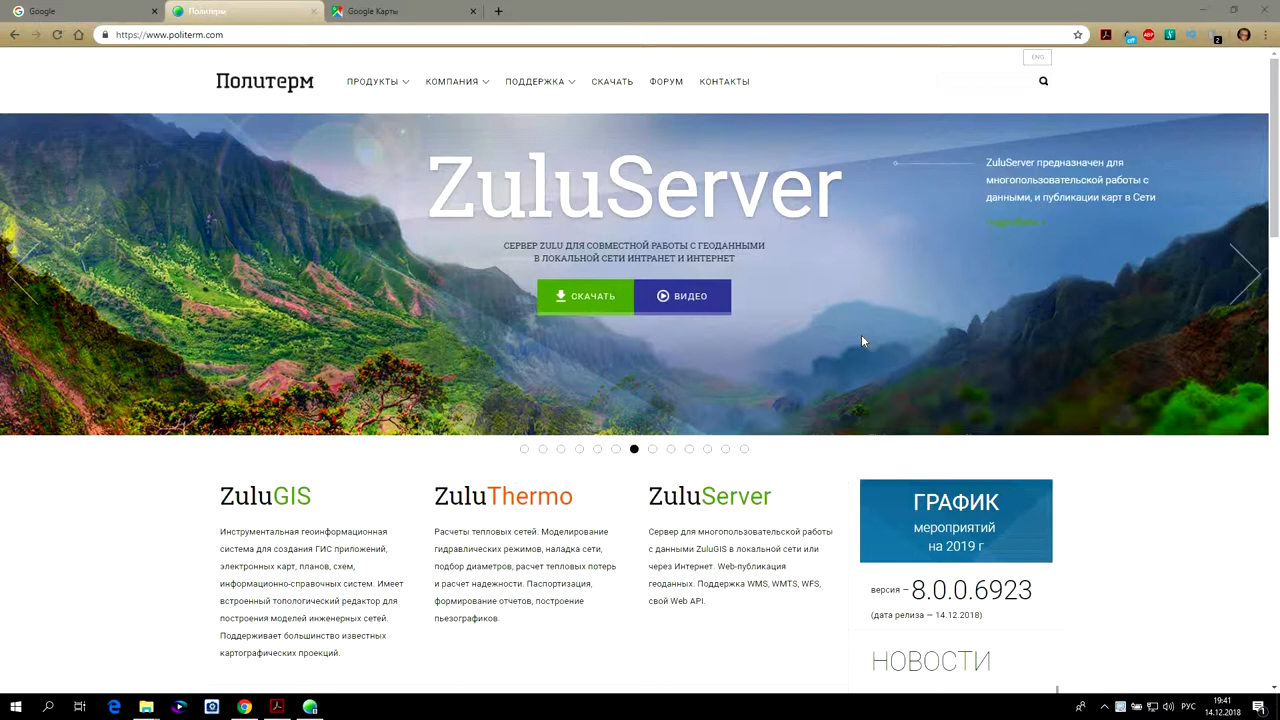 Google
Политерм
Google Карты
https://www.politerm.com
ENG
Политерм
ПРОДУКТЫ
КОМПАНИЯ
ПОДДЕРЖКА
СКАЧАТЬ
ФОРУМ
КОНТАКТЫ
ZuluServer
СЕРВЕР ZULU ДЛЯ СОВМЕСТНОЙ РАБОТЫ С ГЕОДАННЫМИ
В ЛОКАЛЬНОЙ СЕТИ ИНТРАНЕТ И ИНТЕРНЕТ
СКАЧАТЬ
ВИДЕО
ZuluServer предназначен для
многопользовательской работы с
данными, и публикации карт в Сети
ZuluGIS
Инструментальная геоинформационная
система для создания ГИС приложений,
электронных карт, планов, схем,
информационно-справочных систем. Имеет
встроенный топологический редактор для
построения моделей инженерных сетей.
Поддерживает большинство известных
картографических проекций.
ZuluThermo
Расчеты тепловых сетей. Моделирование
гидравлических режимов, наладка сети,
подбор диаметров, расчет тепловых потерь
и расчет надежности. Паспортизация,
формирование отчетов, построение
пьезографиков.
ZuluServer
Сервер для многопользовательской работы
с данными ZuluGIS в локальной сети или
через Интернет. Web-публикация
геоданных. Поддержка WMS, WMTS, WFS,
свой Web API.
ГРАФИК
мероприятий
на 2019 г
версия — 8.0.0.6923
(дата релиза — 14.12.2018)
НОВОСТИ
РУС
19:41
14.12.2018